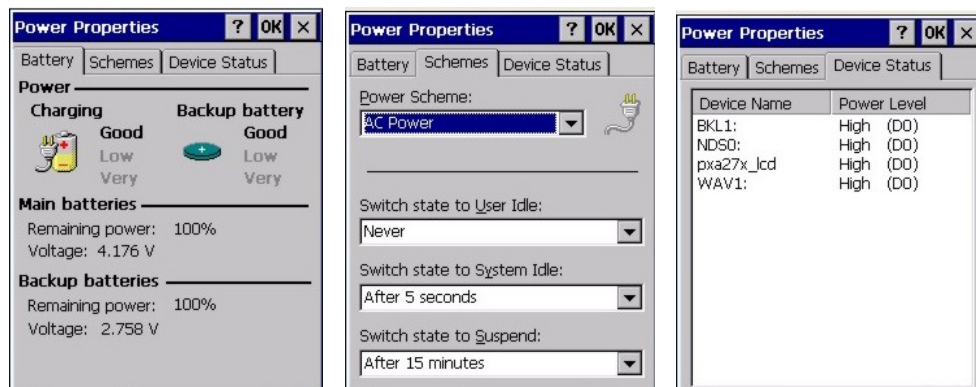 Power Properties ? OK ×
Battery Schemes Device Status
Power
Charging Backup battery
Good Good
Low Low
Very Very
Main batteries
Remaining power: 100%
Voltage: 4.176 V
Backup batteries
Remaining power: 100%
Voltage: 2.758 V
Power Properties ? OK ×
Battery Schemes Device Status
Power Scheme:
AC Power
Switch state to User Idle:
Never
Switch state to System Idle:
After 5 seconds
Switch state to Suspend:
After 15 minutes
Power Properties ? OK ×
Battery Schemes Device Status
Device Name Power Level
BKL1: High (D0)
NDS0: High (D0)
pxa27x_lcd High (D0)
WAV1: High (D0)